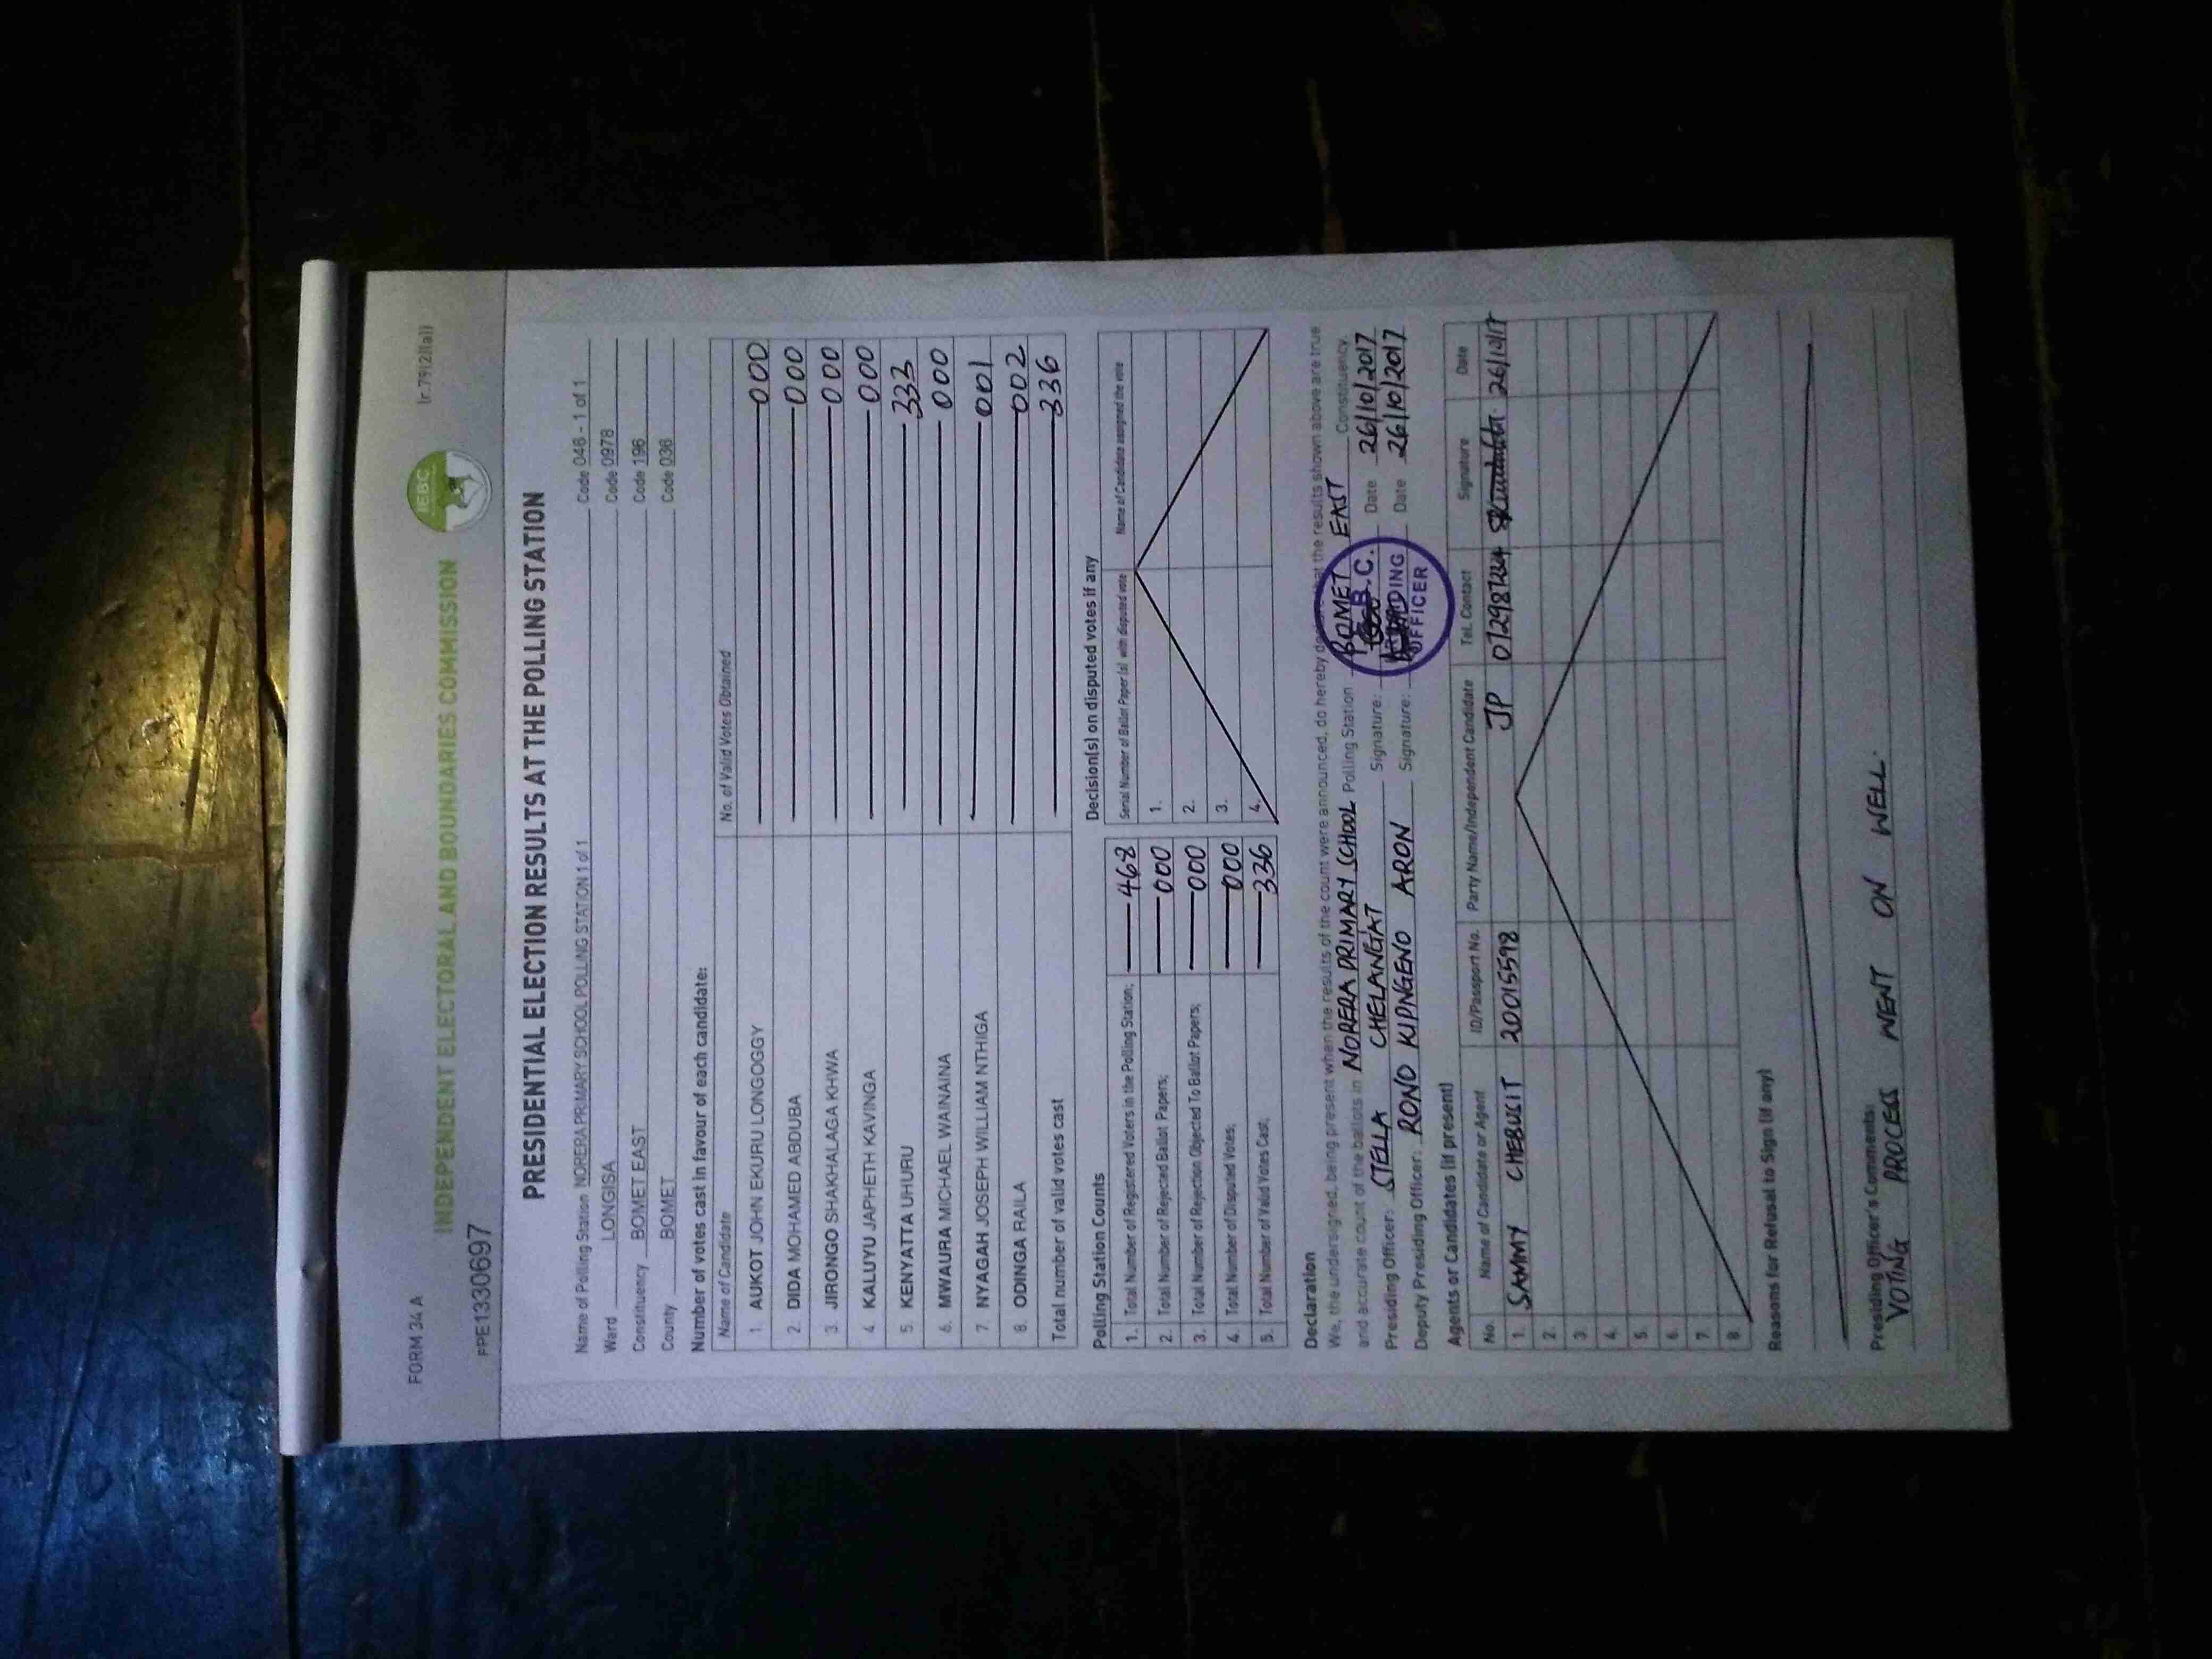 FORM 34 A
(r.79(2)(a))
INDEPENDENT ELECTORAL AND BOUNDARIES COMMISSION
IEBC
PPE1330697
PRESIDENTIAL ELECTION RESULTS AT THE POLLING STATION
Name of Polling Station NORERA PRIMARY SCHOOL POLLING STATION 1 of 1 Code 046 - 1 of 1
Ward LONGISA Code 0978
Constituency BOMET EAST Code 196
County BOMET Code 036
Number of votes cast in favour of each candidate:
Name of Candidate No. of Valid Votes Obtained
1. AUKOT JOHN EKURU LONGOGGY 000
2. DIDA MOHAMED ABDUBA 000
3. JIRONGO SHAKHALAGA KHWA 000
4. KALUYU JAPHETH KAVINGA 000
5. KENYATTA UHURU 333
6. MWAURA MICHAEL WAINAINA 000
7. NYAGAH JOSEPH WILLIAM NTHIGA 001
8. ODINGA RAILA 002
Total number of valid votes cast 336
Polling Station Counts
1. Total Number of Registered Voters in the Polling Station; 468
2. Total Number of Rejected Ballot Papers; 000
3. Total Number of Rejection Objected To Ballot Papers; 000
4. Total Number of Disputed Votes; 000
5. Total Number of Valid Votes Cast; 336
Decision(s) on disputed votes if any
Serial Number of Ballot Paper (s) with disputed vote Name of Candidate assigned the vote
1.
2.
3.
4.
Declaration
We, the undersigned, being present when the results of the count were announced, do hereby declare that the results shown above are true
and accurate count of the ballots in NORERA PRIMARY SCHOOL Polling Station BOMET EAST Constituency.
Presiding Officer: STELLA CHELANGAT Signature: Date 26/10/2017
Deputy Presiding Officer: RONO KIPNGENO ARON Signature: Date 26/10/2017
B.C.
OFFICER
Agents or Candidates (if present)
No. Name of Candidate or Agent ID/Passport No. Party Name/Independent Candidate Tel. Contact Signature Date
1. SAMMY CHEBUSIT 20015598 JP 26/10/17
2.
3.
4.
5.
6.
7.
8.
Reasons for Refusal to Sign (if any)
Presiding Officer's Comments:
VOTING PROCESS WENT ON WELL.